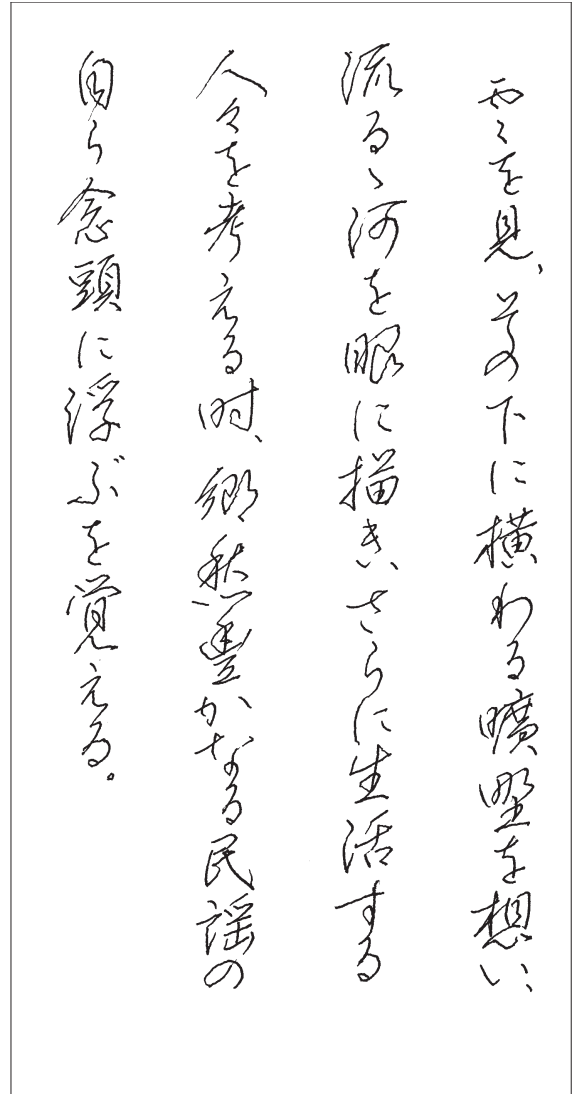 雲を見、その下に横わる曠野を想い、
流るゝ河を眼に描き、さらに生活する
人々を考える時、郷愁豊かなる民謡の
自ら念頭に浮ぶを覚える。